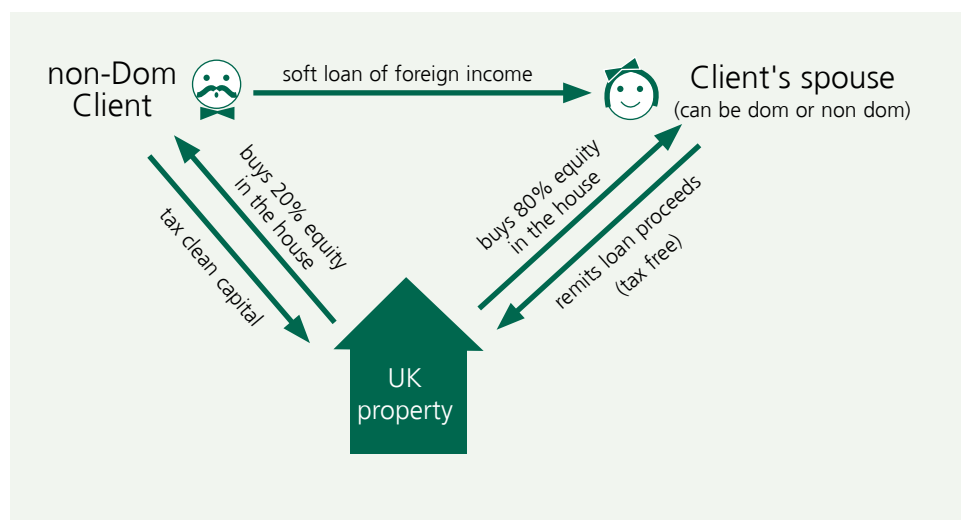 non-Dom
Client
soft loan of foreign income
Client's spouse
(can be dom or non dom)
buys 20% equity
in the house
tax clean capital
buys 80% equity
in the house
remits loan proceeds
(tax free)
UK
property